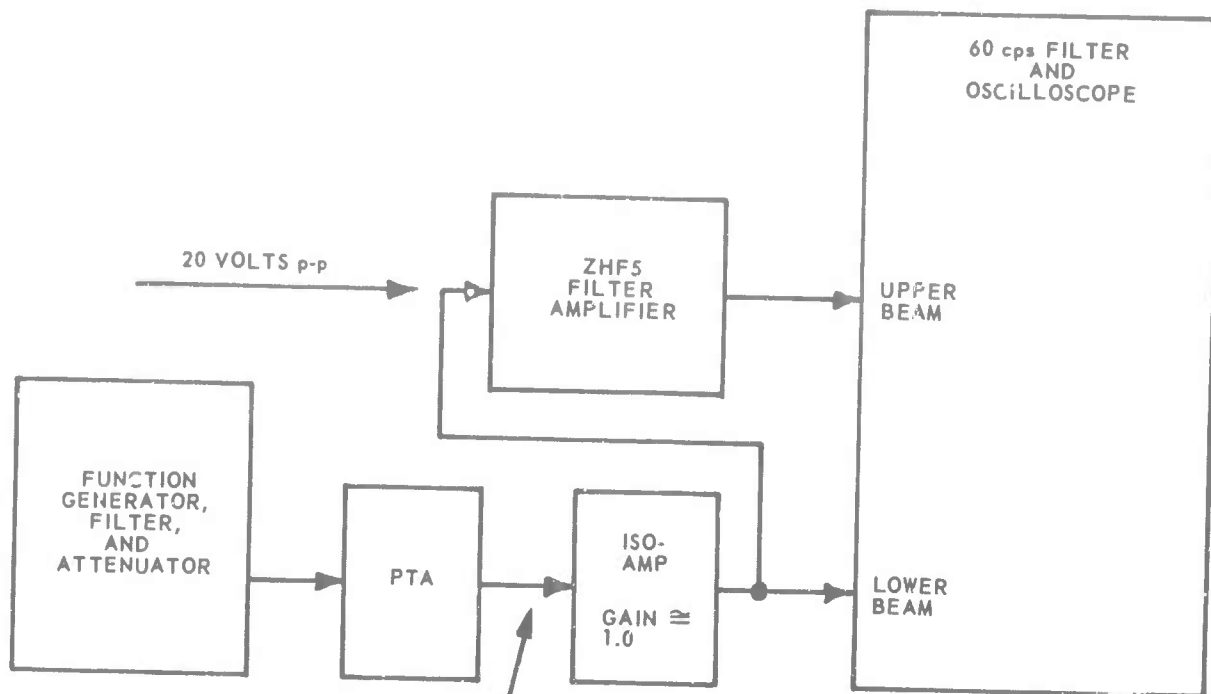 60 cps FILTER
AND
OSCILLOSCOPE
20 VOLTS p-p
ZHF5
FILTER
AMPLIFIER
UPPER
BEAM
FUNCTION
GENERATOR,
FILTER,
AND
ATTENUATOR
PTA
ISO-
AMP
GAIN ≅
1.0
LOWER
BEAM